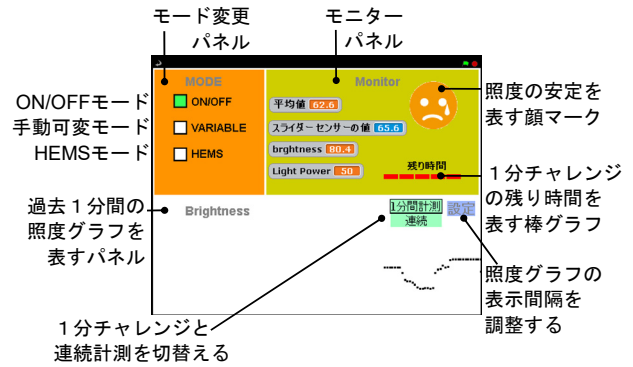 モード変更
パネル
モニター
パネル
MODE
ON/OFF
VARIABLE
HEMS
Monitor
平均値 62.6
スライダーセンサーの値 65.6
brghtness 80.4
Light Power 50
残り時間
ON/OFFモード
手動可変モード
HEMSモード
照度の安定を
表す顔マーク
１分チャレンジ
の残り時間を
表す棒グラフ
過去１分間の
照度グラフを
表すパネル
Brightness
1分間計測
連続
設定
照度グラフの
表示間隔を
調整する
１分チャレンジと
連続計測を切替える